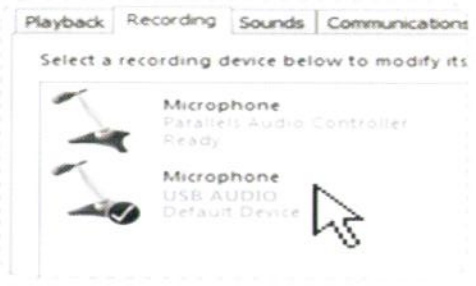 Playback Recording Sounds Communications
Select a recording device below to modify its
Microphone
Parallels Audio Controller
Ready
Microphone
USB AUDIO
Default Device